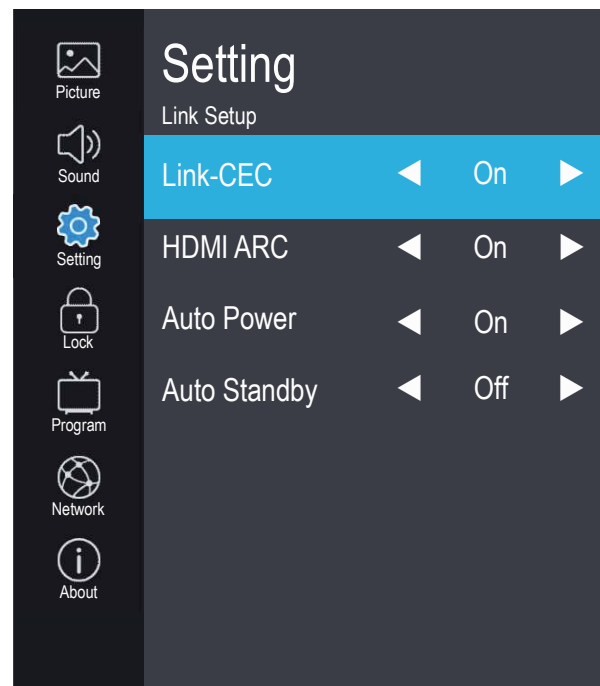 Picture
Sound
Setting
Lock
Program
Network
About
Setting
Link Setup
Link-CEC On
HDMI ARC On
Auto Power On
Auto Standby Off